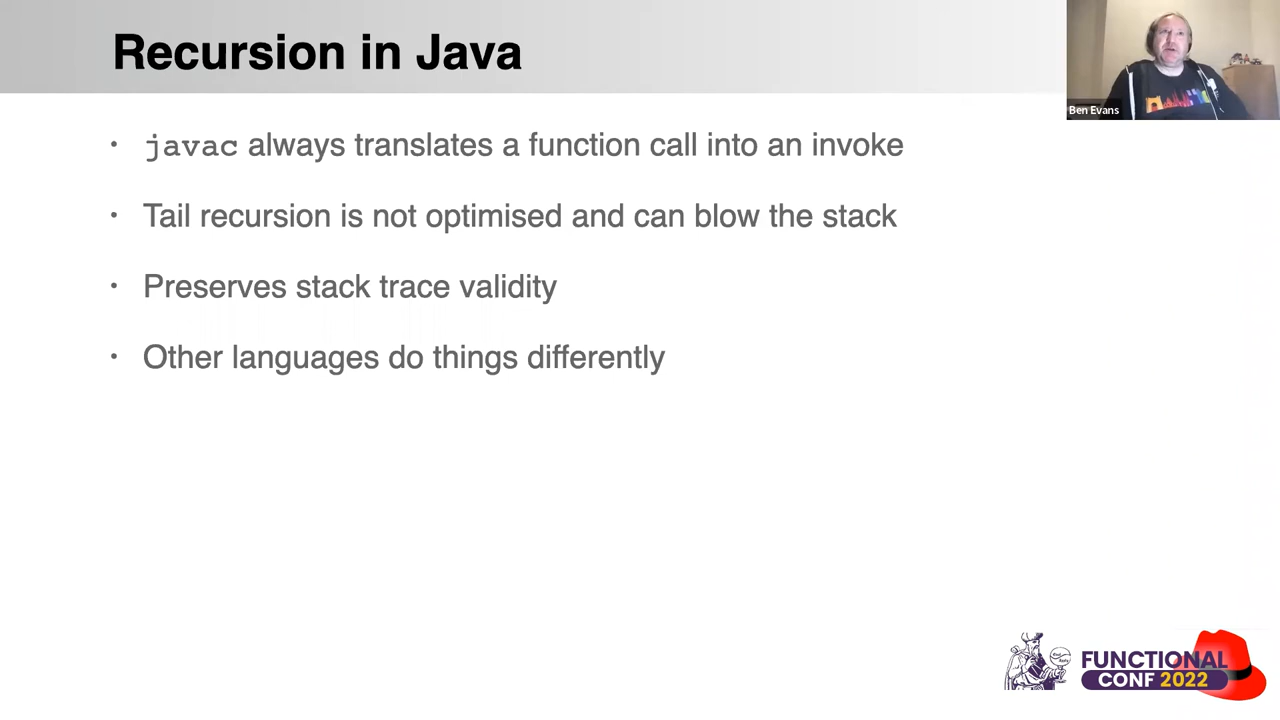 Recursion in Java
Ben Evans
• javac always translates a function call into an invoke
• Tail recursion is not optimised and can blow the stack
• Preserves stack trace validity
• Other languages do things differently
FUNCTIONAL
CONF 2022